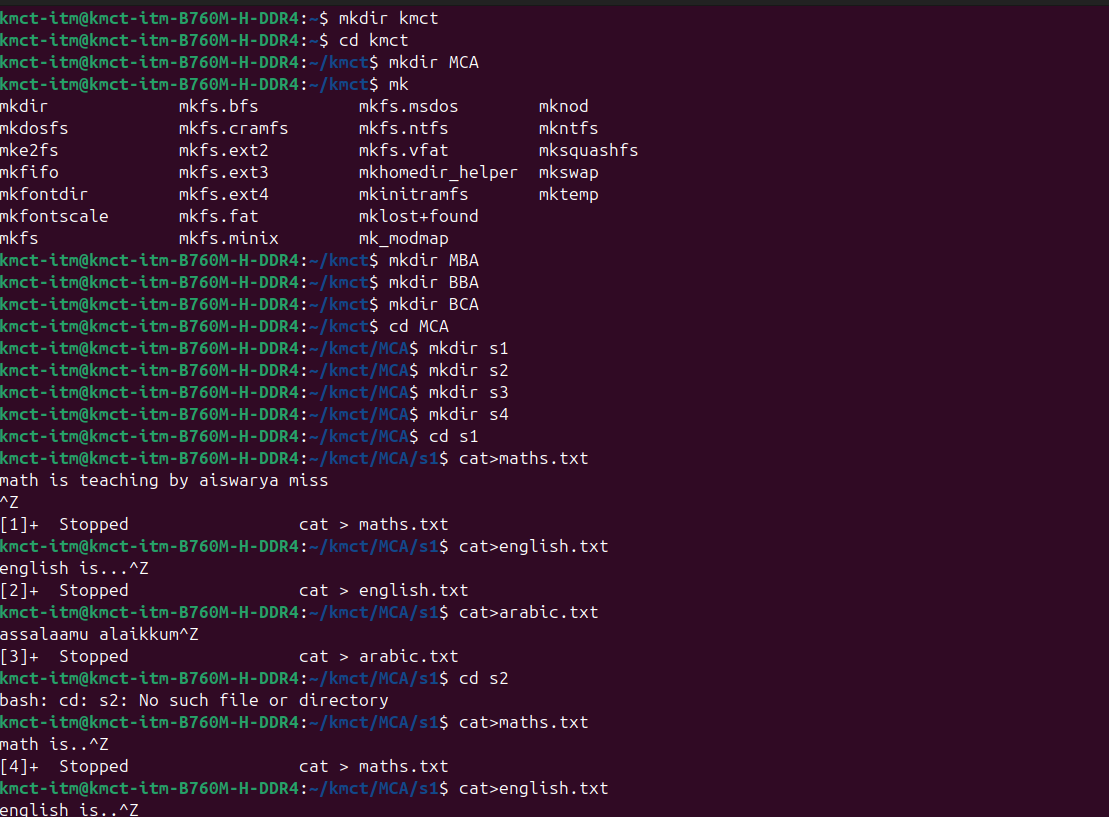 kmct-itm@kmct-itm-B760M-H-DDR4:~$ mkdir kmct
kmct-itm@kmct-itm-B760M-H-DDR4:~$ cd kmct
kmct-itm@kmct-itm-B760M-H-DDR4:~/kmct$ mkdir MCA
kmct-itm@kmct-itm-B760M-H-DDR4:~/kmct$ mk
mkdir mkfs.bfs mkfs.msdos mknod
mkdosfs mkfs.cramfs mkfs.ntfs mkntfs
mke2fs mkfs.ext2 mkfs.vfat mksquashfs
mkfifo mkfs.ext3 mkhomedir_helper mkswap
mkfontdir mkfs.ext4 mkinitramfs mktemp
mkfontscale mkfs.fat mklost+found
mkfs mkfs.minix mk_modmap
kmct-itm@kmct-itm-B760M-H-DDR4:~/kmct$ mkdir MBA
kmct-itm@kmct-itm-B760M-H-DDR4:~/kmct$ mkdir BBA
kmct-itm@kmct-itm-B760M-H-DDR4:~/kmct$ mkdir BCA
kmct-itm@kmct-itm-B760M-H-DDR4:~/kmct$ cd MCA
kmct-itm@kmct-itm-B760M-H-DDR4:~/kmct/MCA$ mkdir s1
kmct-itm@kmct-itm-B760M-H-DDR4:~/kmct/MCA$ mkdir s2
kmct-itm@kmct-itm-B760M-H-DDR4:~/kmct/MCA$ mkdir s3
kmct-itm@kmct-itm-B760M-H-DDR4:~/kmct/MCA$ mkdir s4
kmct-itm@kmct-itm-B760M-H-DDR4:~/kmct/MCA$ cd s1
kmct-itm@kmct-itm-B760M-H-DDR4:~/kmct/MCA/s1$ cat>maths.txt
math is teaching by aiswarya miss
^Z
[1]+  Stopped                 cat > maths.txt
kmct-itm@kmct-itm-B760M-H-DDR4:~/kmct/MCA/s1$ cat>english.txt
english is...^Z
[2]+  Stopped                 cat > english.txt
kmct-itm@kmct-itm-B760M-H-DDR4:~/kmct/MCA/s1$ cat>arabic.txt
assalaamu alaikkum^Z
[3]+  Stopped                 cat > arabic.txt
kmct-itm@kmct-itm-B760M-H-DDR4:~/kmct/MCA/s1$ cd s2
bash: cd: s2: No such file or directory
kmct-itm@kmct-itm-B760M-H-DDR4:~/kmct/MCA/s1$ cat>maths.txt
math is..^Z
[4]+  Stopped                 cat > maths.txt
kmct-itm@kmct-itm-B760M-H-DDR4:~/kmct/MCA/s1$ cat>english.txt
english is..^Z